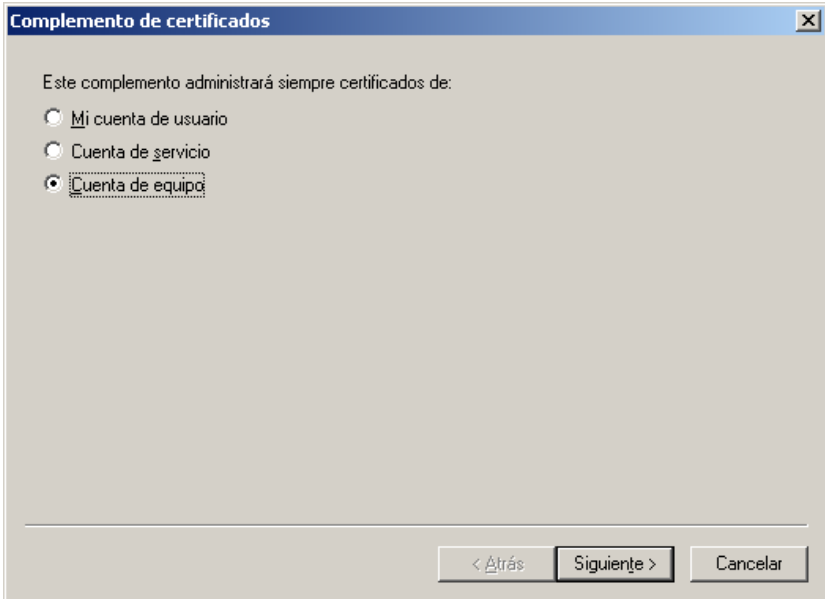 Complemento de certificados
Este complemento administrará siempre certificados de:
Mi cuenta de usuario
Cuenta de servicio
Cuenta de equipo
< Atrás
Siguiente >
Cancelar